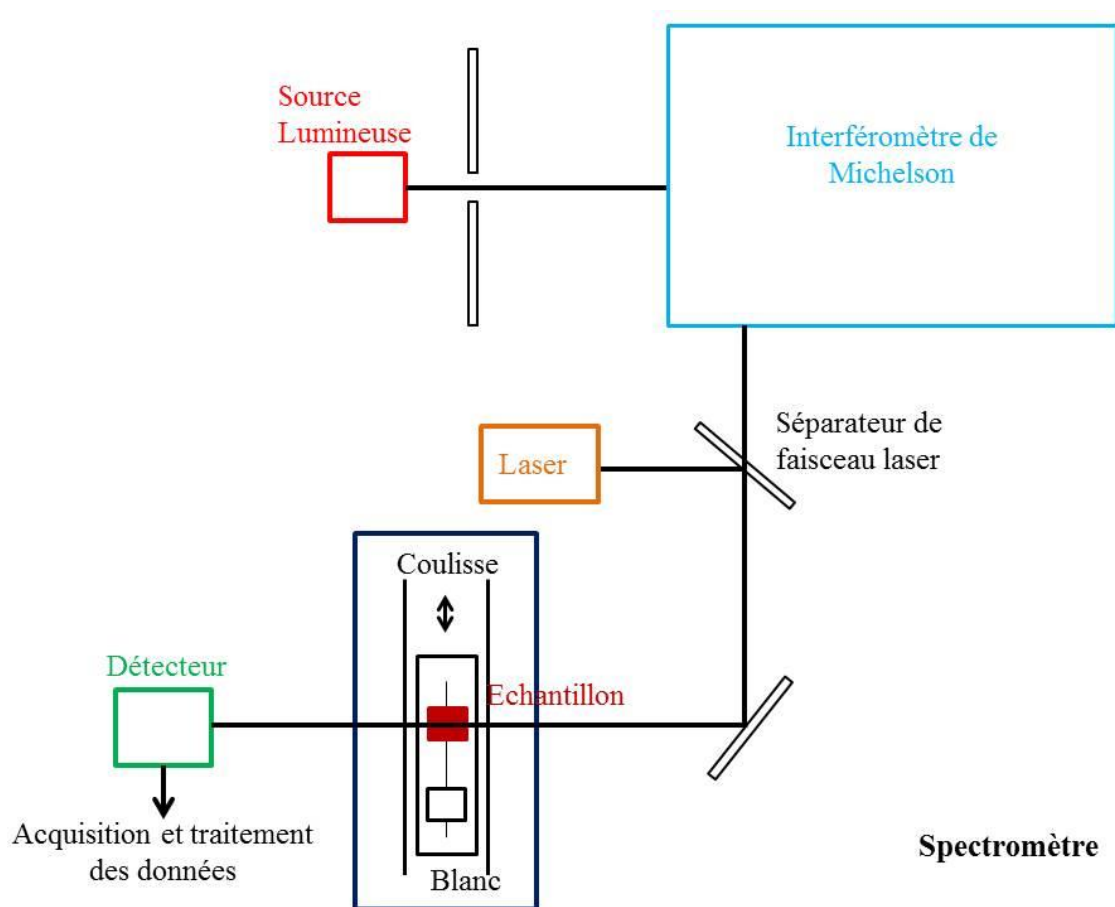 Source
Lumineuse
Interféromètre de
Michelson
Séparateur de
faisceau laser
Laser
Coulisse
Détecteur
Echantillon
Acquisition et traitement
des données
Blanc
Spectromètre